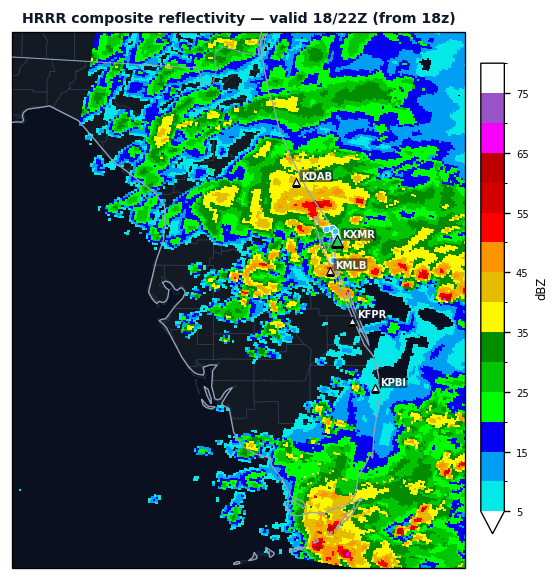 HRRR composite reflectivity — valid 18/22Z (from 18z)
KDAB
KXMR
KMLB
KFPR
KPBI
75
65
55
45
35
25
15
5
dBZ